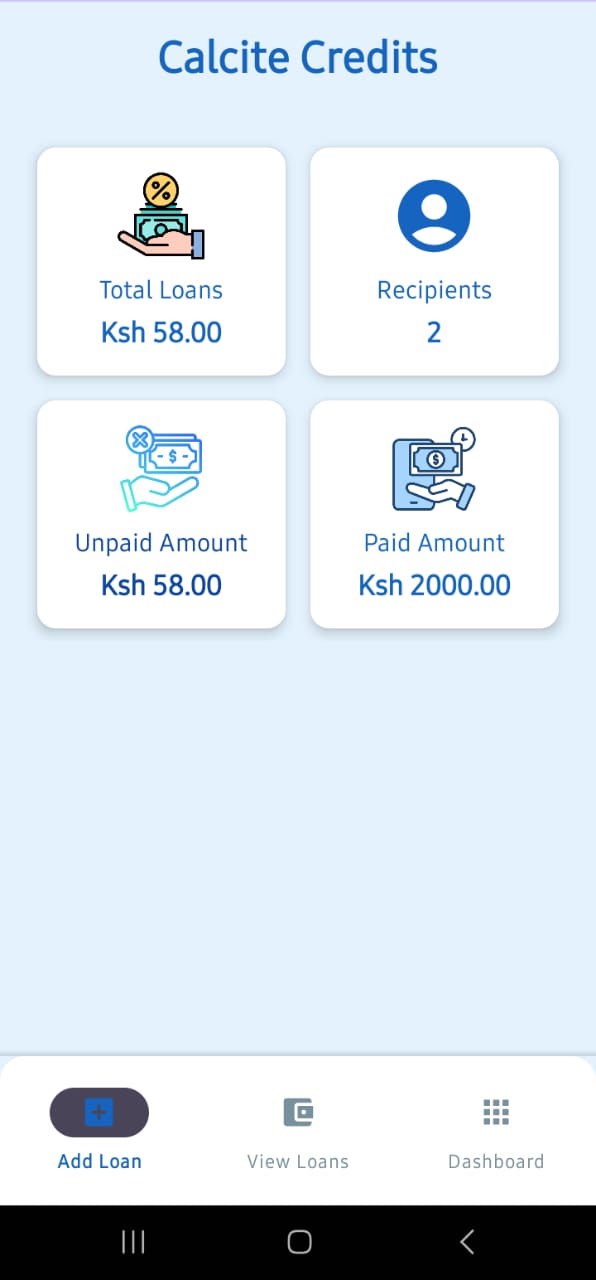 Calcite Credits
Total Loans
Ksh 58.00
Recipients
2
Unpaid Amount
Ksh 58.00
Paid Amount
Ksh 2000.00
Add Loan
View Loans
Dashboard